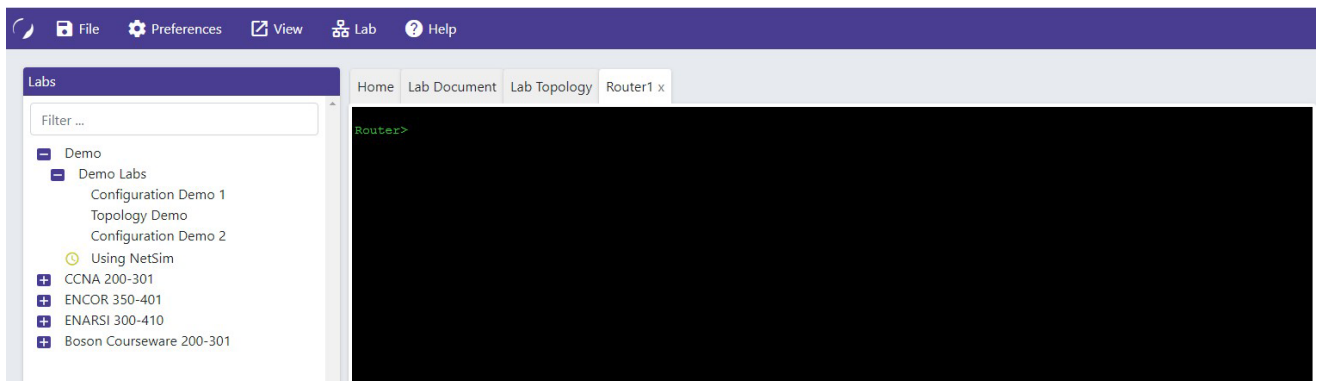 File Preferences View Lab Help
Labs
Filter ...
Demo
Demo Labs
Configuration Demo 1
Topology Demo
Configuration Demo 2
Using NetSim
CCNA 200-301
ENCOR 350-401
ENARSI 300-410
Boson Courseware 200-301
Home Lab Document Lab Topology Router1 x
Router>